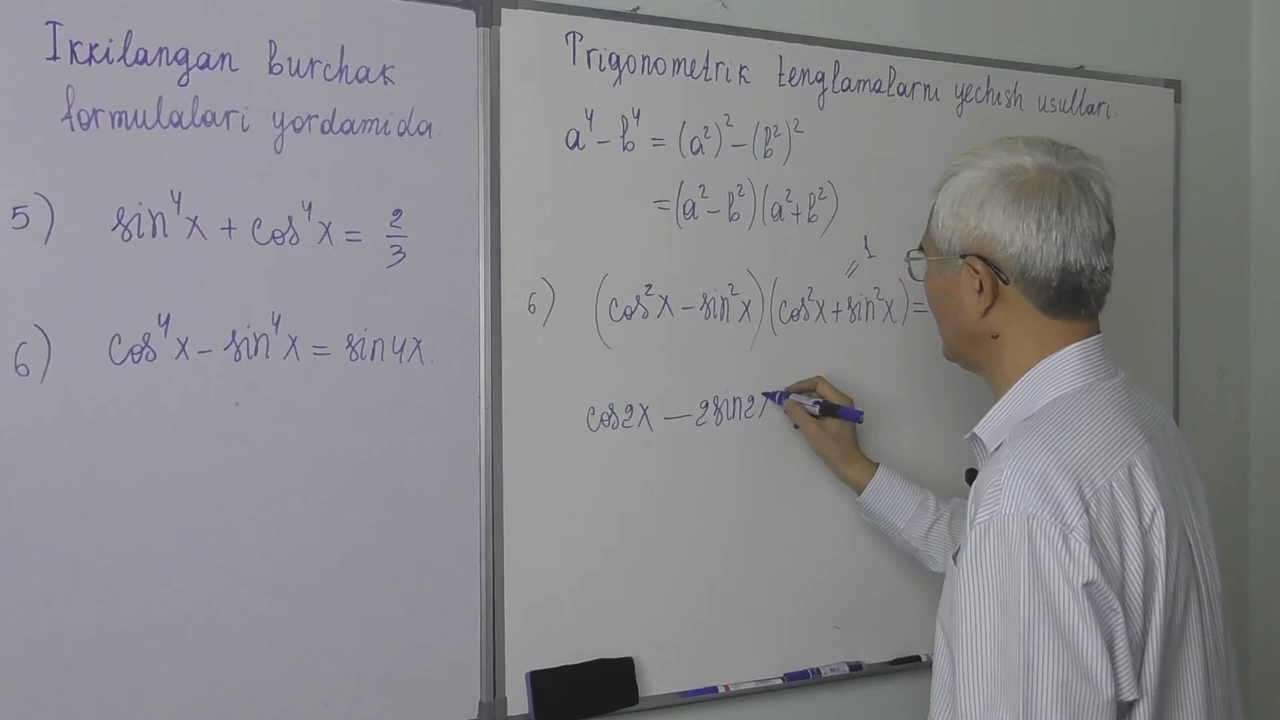 Ikkilangan burchak
formulalari yordamida
5) sin⁴x + cos⁴x = 2/3
6) cos⁴x - sin⁴x = sin4x.
Trigonometrik tenglamalarni yechish usullari.
a⁴ - b⁴ = (a²)² - (b²)²
= (a² - b²)(a² + b²)
1
6) (cos²x - sin²x)(cos²x + sin²x) =
cos2x - 2sin2x